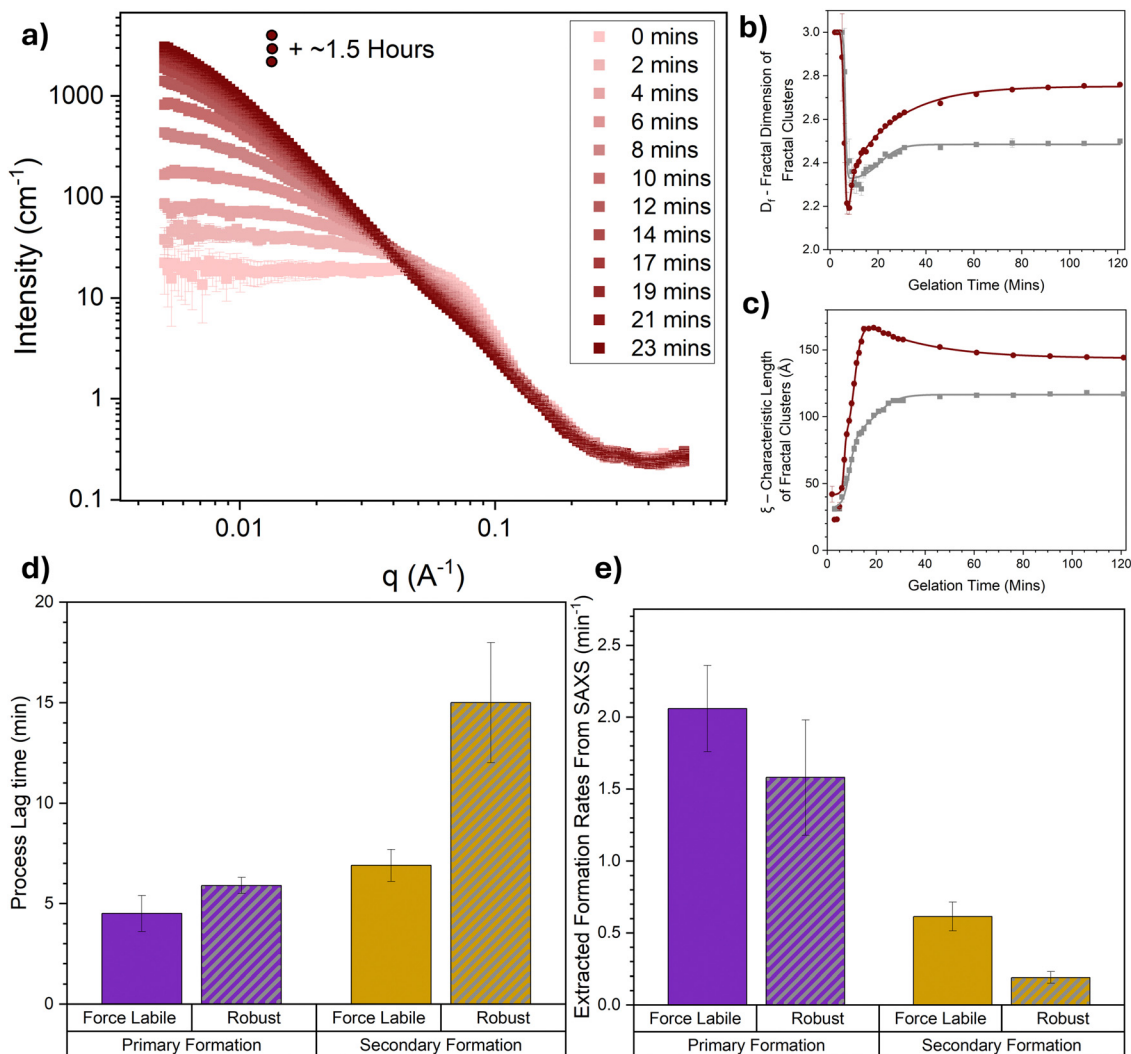 a)
+ ~1.5 Hours
Intensity (cm⁻¹)
1000
100
10
1
0.1
0.01
0.1
q (A⁻¹)
0 mins
2 mins
4 mins
6 mins
8 mins
10 mins
12 mins
14 mins
17 mins
19 mins
21 mins
23 mins
b)
D_f - Fractal Dimension of
Fractal Clusters
3.0
2.8
2.6
2.4
2.2
2.0
0
20
40
60
80
100
120
Gelation Time (Mins)
c)
ξ – Characteristic Length
of Fractal Clusters (Å)
150
100
50
0
0
20
40
60
80
100
120
Gelation Time (Mins)
d)
Process Lag time (min)
20
15
10
5
0
Force Labile
Robust
Force Labile
Robust
Primary Formation
Secondary Formation
e)
Extracted Formation Rates From SAXS (min⁻¹)
2.5
2.0
1.5
1.0
0.5
0.0
Force Labile
Robust
Force Labile
Robust
Primary Formation
Secondary Formation